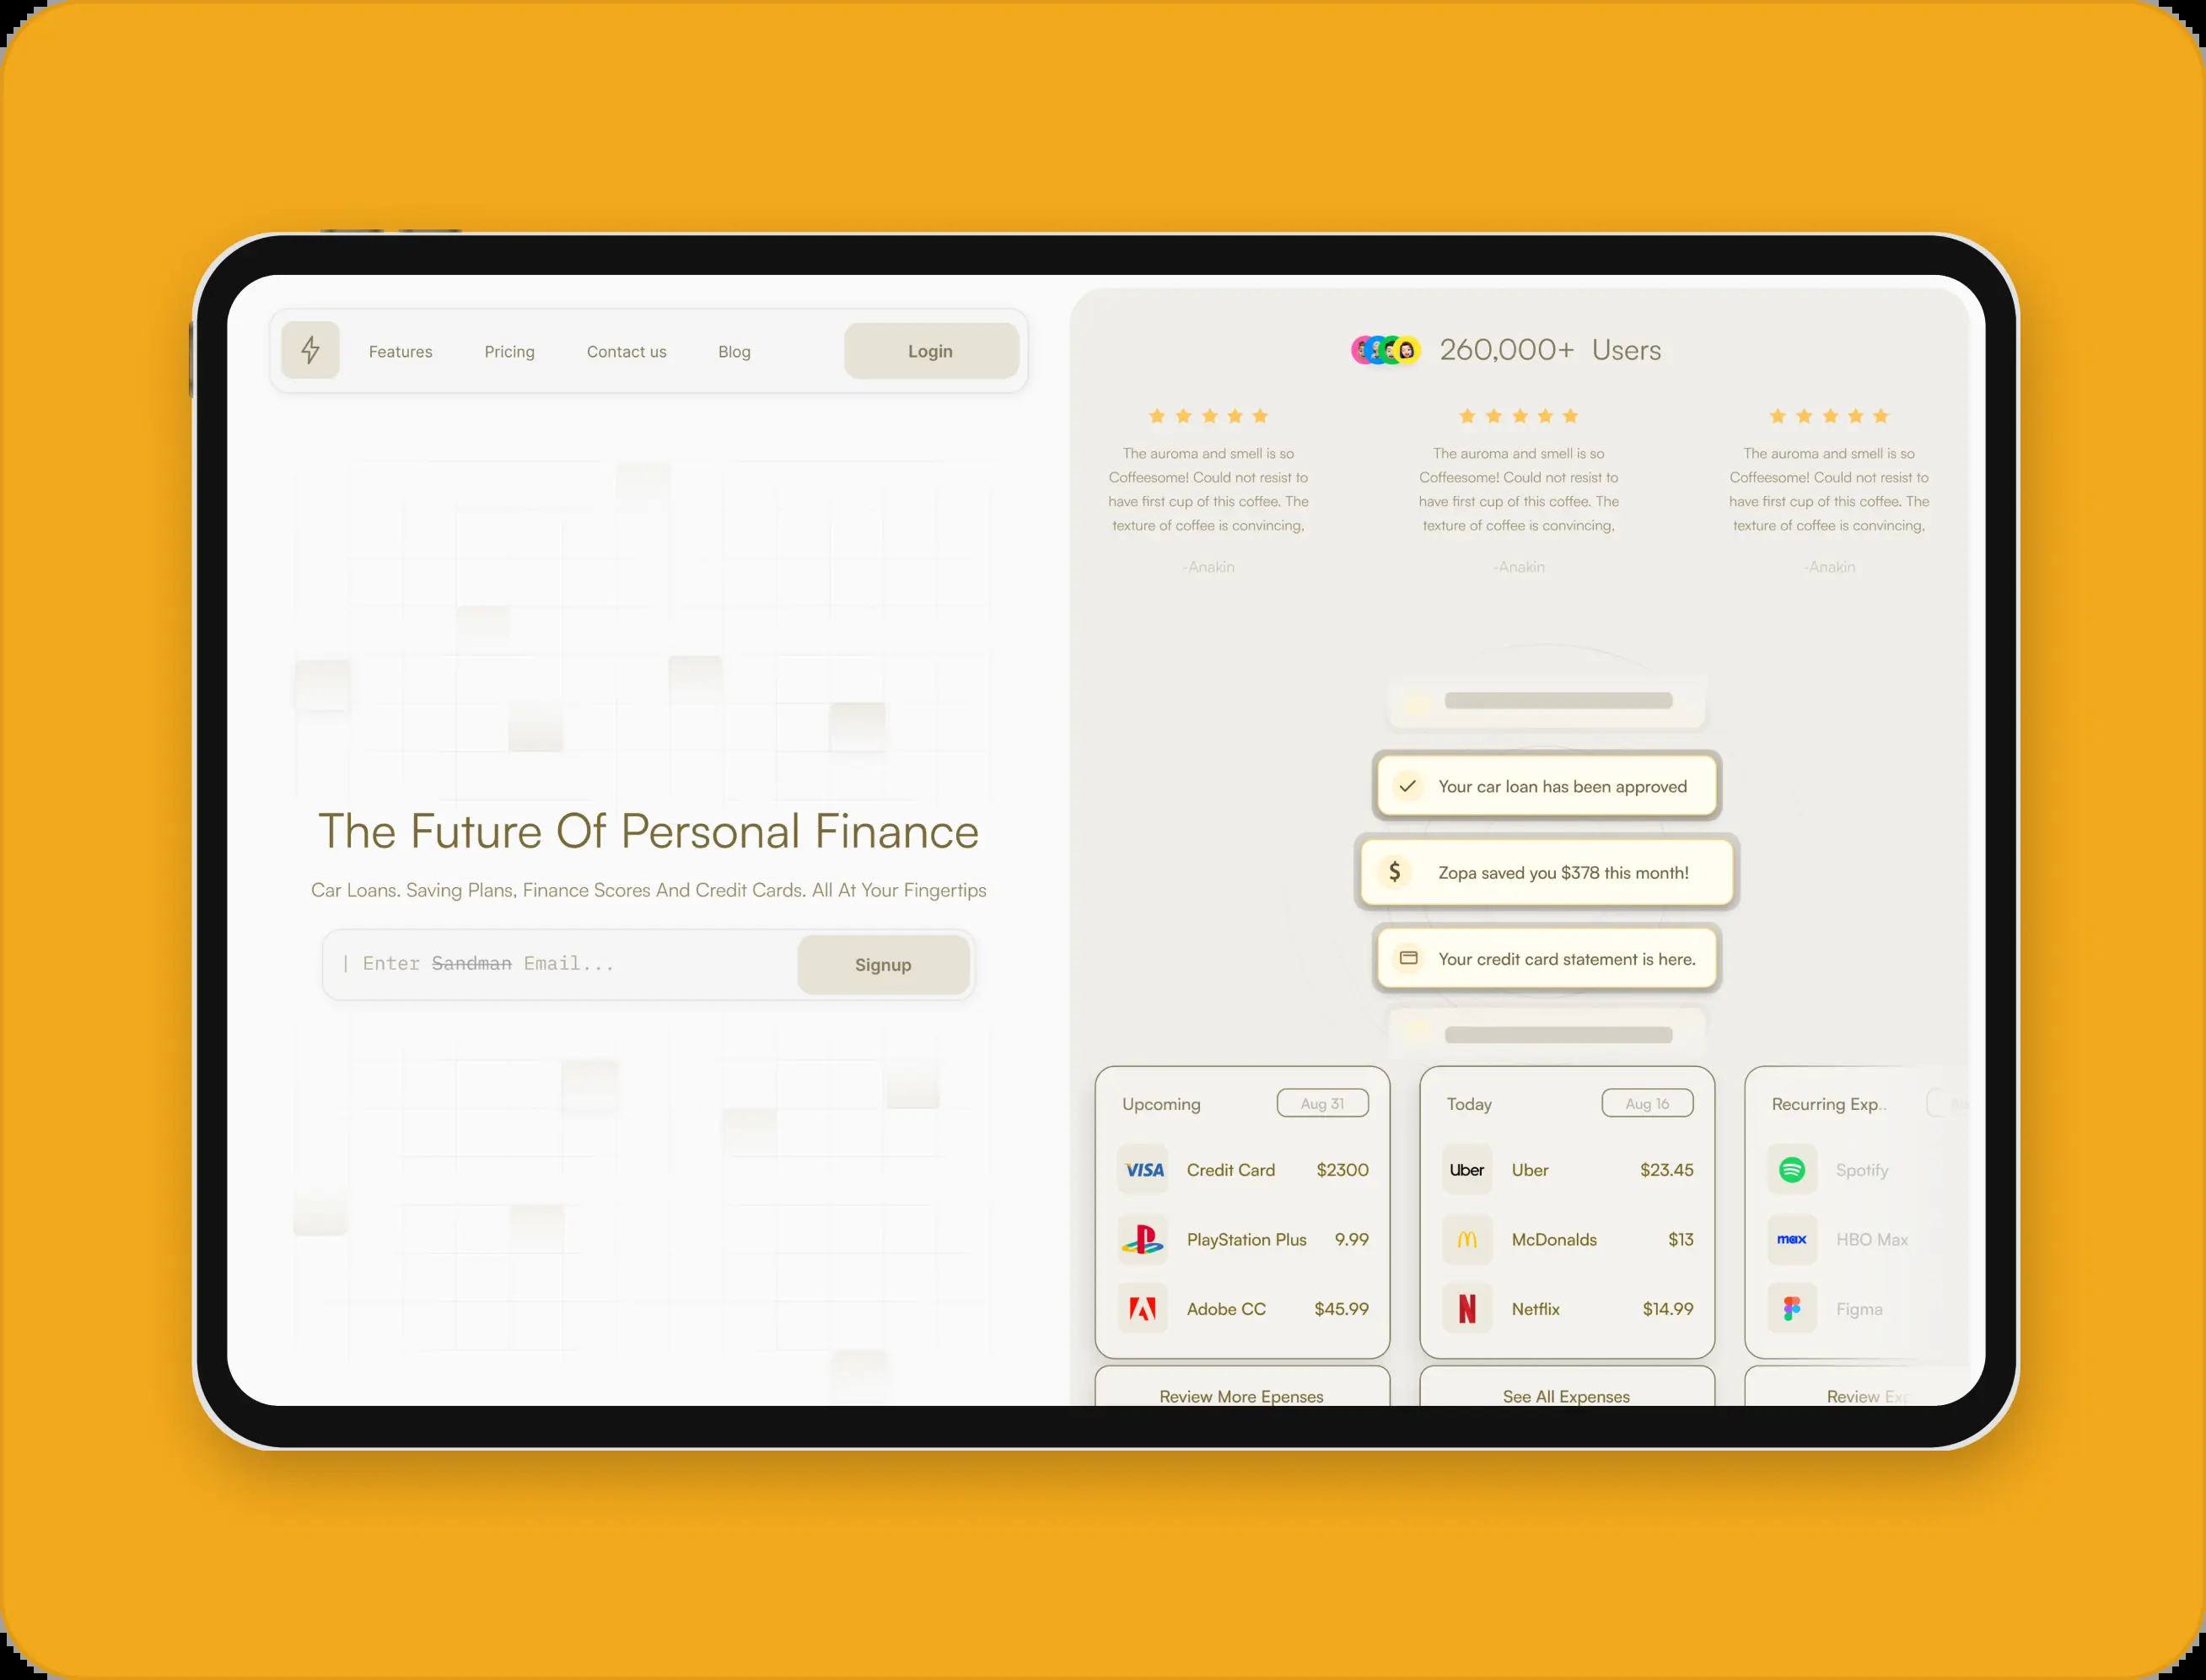 Features
Pricing
Contact us
Blog
Login
The Future Of Personal Finance
Car Loans. Saving Plans, Finance Scores And Credit Cards. All At Your Fingertips
| Enter Sandman Email...
Signup
260,000+ Users
The auroma and smell is so
Coffeesome! Could not resist to
have first cup of this coffee. The
texture of coffee is convincing,
-Anakin
The auroma and smell is so
Coffeesome! Could not resist to
have first cup of this coffee. The
texture of coffee is convincing,
-Anakin
The auroma and smell is so
Coffeesome! Could not resist to
have first cup of this coffee. The
texture of coffee is convincing,
-Anakin
Your car loan has been approved
$ Zopa saved you $378 this month!
Your credit card statement is here.
Upcoming
Aug 31
VISA Credit Card $2300
PlayStation Plus 9.99
Adobe CC $45.99
Review More Epenses
Today
Aug 16
Uber Uber $23.45
McDonalds $13
Netflix $14.99
See All Expenses
Recurring Exp..
Spotify
max HBO Max
Figma
Review